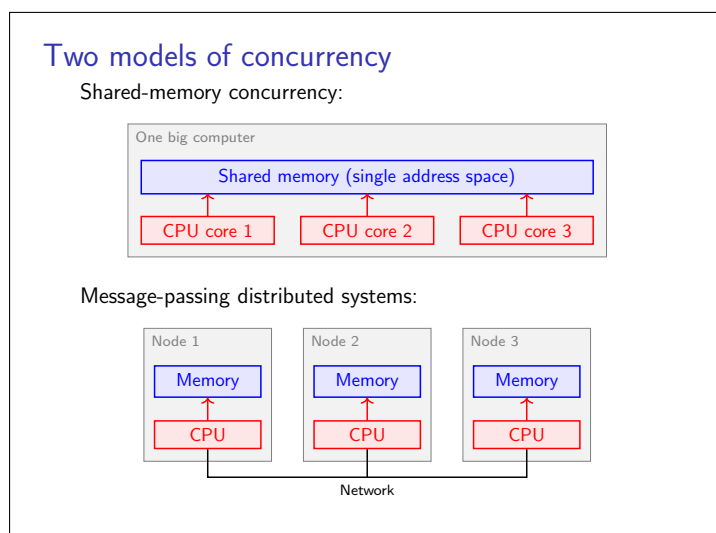 Two models of concurrency
Shared-memory concurrency:
One big computer
Shared memory (single address space)
CPU core 1 CPU core 2 CPU core 3
Message-passing distributed systems:
Node 1 Node 2 Node 3
Memory Memory Memory
CPU CPU CPU
Network